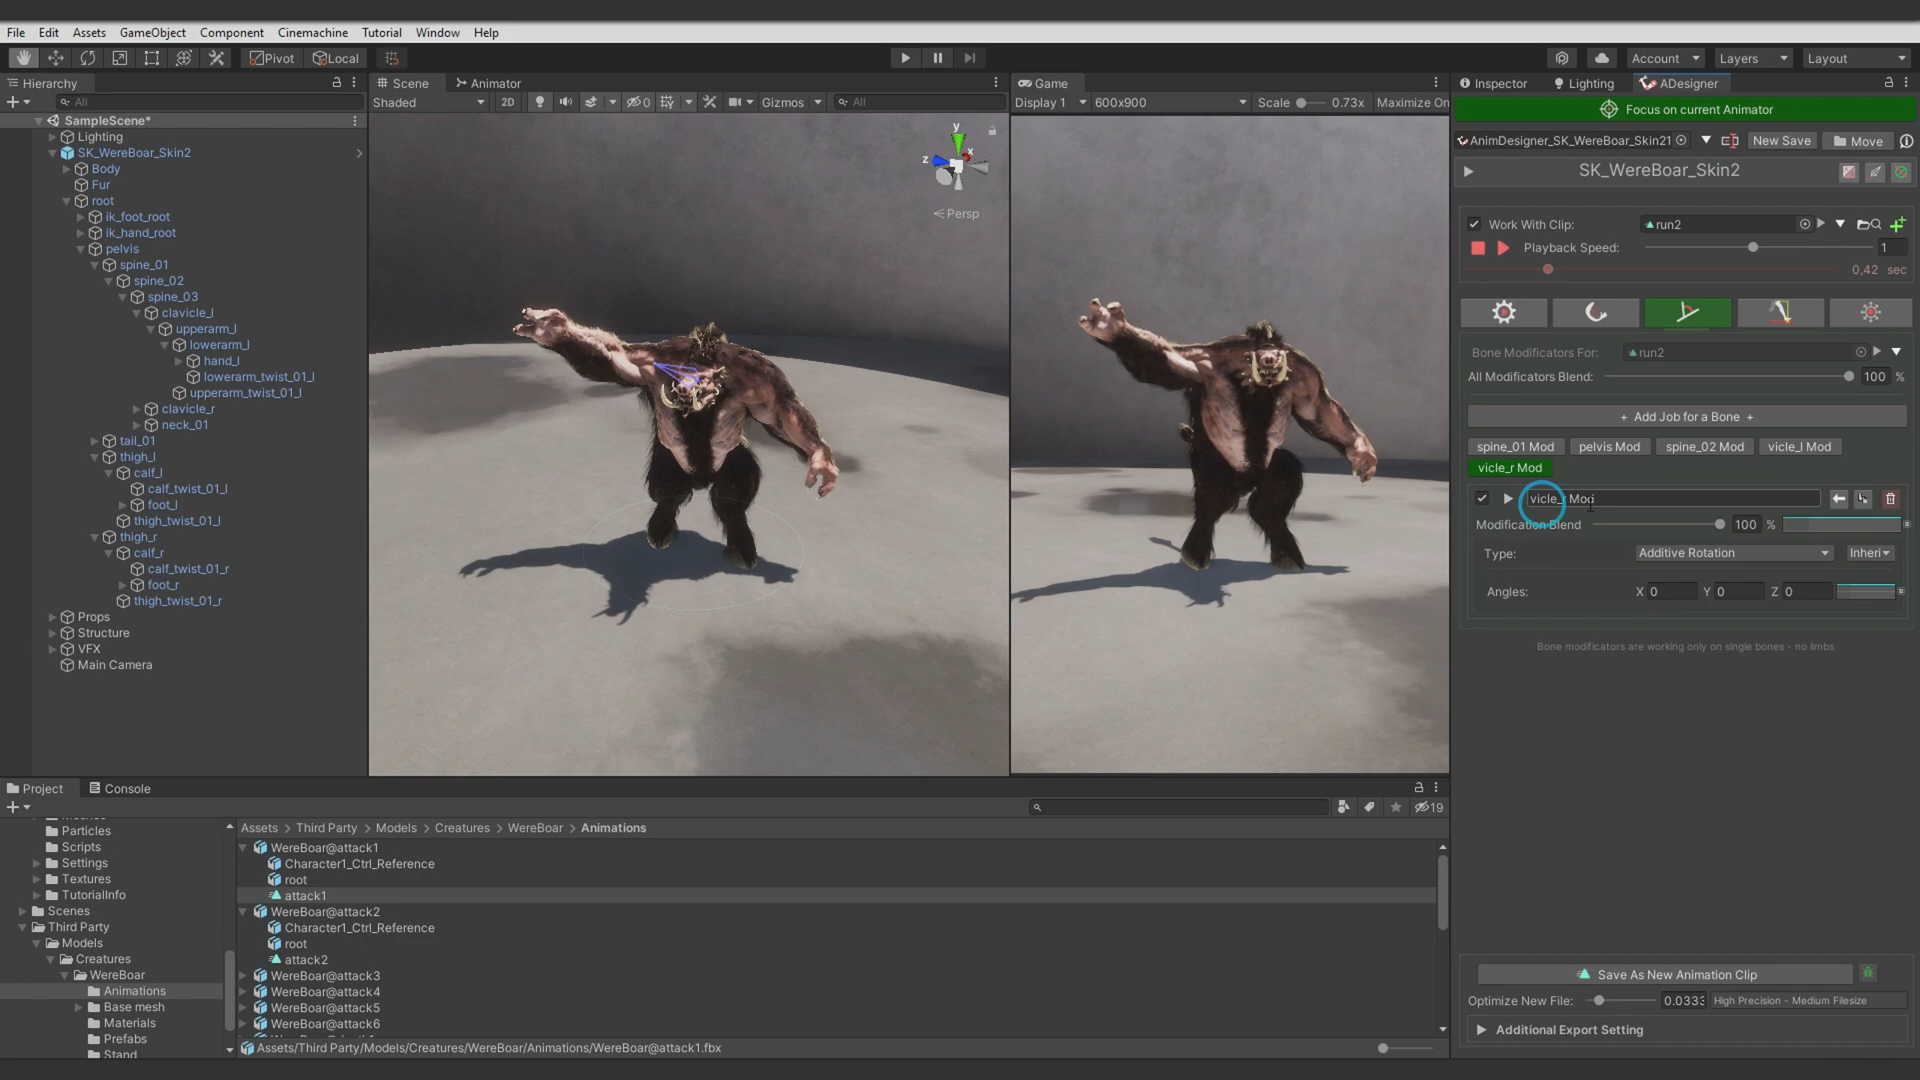 File Edit Assets GameObject Component Cinemachine Tutorial Window Help
Pivot Local Account Layers Layout
Hierarchy
All
SampleScene*
Lighting
SK_WereBoar_Skin2
Body
Fur
root
ik_foot_root
ik_hand_root
pelvis
spine_01
spine_02
spine_03
clavicle_l
upperarm_l
lowerarm_l
hand_l
lowerarm_twist_01_l
upperarm_twist_01_l
clavicle_r
neck_01
tail_01
thigh_l
calf_l
calf_twist_01_l
foot_l
thigh_twist_01_l
thigh_r
calf_r
calf_twist_01_r
foot_r
thigh_twist_01_r
Props
Structure
VFX
Main Camera
Scene Animator
Shaded 2D 0 Gizmos All
y
x
z
Persp
Game
Display 1 600x900 Scale 0.73x Maximize On
Inspector Lighting ADesigner
Focus on current Animator
AnimDesigner_SK_WereBoar_Skin21 New Save Move
SK_WereBoar_Skin2
Work With Clip: run2
Playback Speed: 1
0,42 sec
Bone Modificators For: run2
All Modificators Blend: 100 %
+ Add Job for a Bone +
spine_01 Mod pelvis Mod spine_02 Mod vicle_l Mod
vicle_r Mod
vicle_r Mod
Modification Blend 100 %
Type: Additive Rotation Inheri
Angles: X 0 Y 0 Z 0
Bone modificators are working only on single bones - no limbs
Save As New Animation Clip
Optimize New File: 0.0333 High Precision - Medium Filesize
Additional Export Setting
Project Console
19
Particles
Scripts
Settings
Textures
TutorialInfo
Scenes
Third Party
Models
Creatures
WereBoar
Animations
Base mesh
Materials
Prefabs
Stand
Assets > Third Party > Models > Creatures > WereBoar > Animations
WereBoar@attack1
Character1_Ctrl_Reference
root
attack1
WereBoar@attack2
Character1_Ctrl_Reference
root
attack2
WereBoar@attack3
WereBoar@attack4
WereBoar@attack5
WereBoar@attack6
Assets/Third Party/Models/Creatures/WereBoar/Animations/WereBoar@attack1.fbx